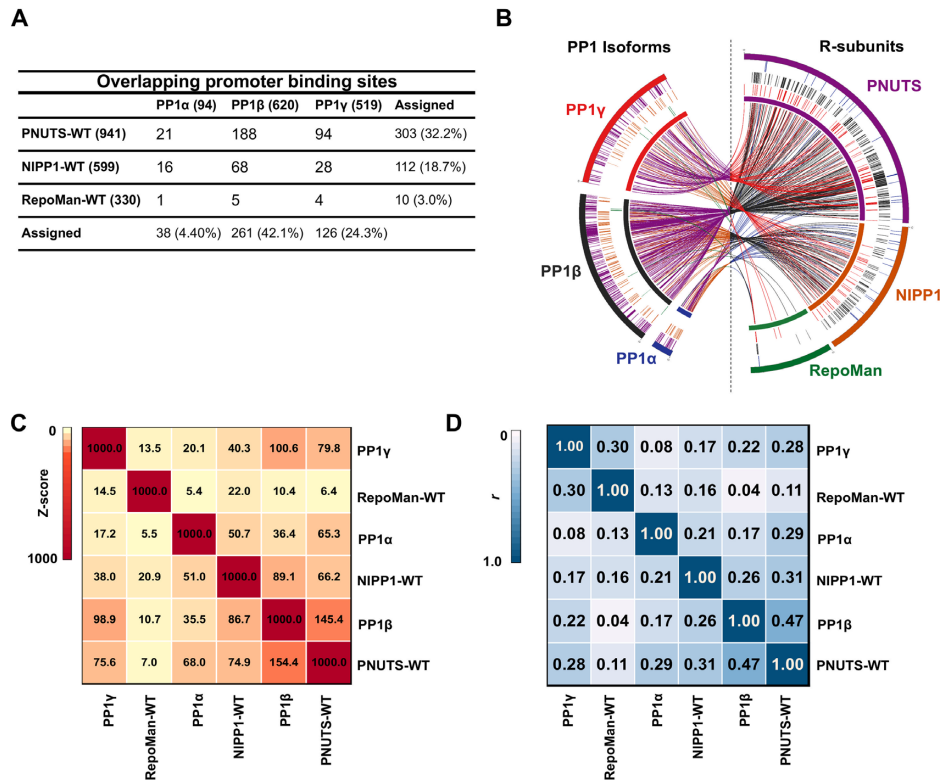 A
Overlapping promoter binding sites
PP1α (94) PP1β (620) PP1γ (519) Assigned
PNUTS-WT (941) 21 188 94 303 (32.2%)
NIPP1-WT (599) 16 68 28 112 (18.7%)
RepoMan-WT (330) 1 5 4 10 (3.0%)
Assigned 38 (4.40%) 261 (42.1%) 126 (24.3%)
B
PP1 Isoforms R-subunits
PNUTS
PP1γ
PP1β
NIPP1
PP1α
RepoMan
C
0
Z-score
1000
1000.0 13.5 20.1 40.3 100.6 79.8 PP1γ
14.5 1000.0 5.4 22.0 10.4 6.4 RepoMan-WT
17.2 5.5 1000.0 50.7 36.4 65.3 PP1α
38.0 20.9 51.0 1000.0 89.1 66.2 NIPP1-WT
98.9 10.7 35.5 86.7 1000.0 145.4 PP1β
75.6 7.0 68.0 74.9 154.4 1000.0 PNUTS-WT
PP1γ RepoMan-WT PP1α NIPP1-WT PP1β PNUTS-WT
D
0
r
1.0
1.00 0.30 0.08 0.17 0.22 0.28 PP1γ
0.30 1.00 0.13 0.16 0.04 0.11 RepoMan-WT
0.08 0.13 1.00 0.21 0.17 0.29 PP1α
0.17 0.16 0.21 1.00 0.26 0.31 NIPP1-WT
0.22 0.04 0.17 0.26 1.00 0.47 PP1β
0.28 0.11 0.29 0.31 0.47 1.00 PNUTS-WT
PP1γ RepoMan-WT PP1α NIPP1-WT PP1β PNUTS-WT